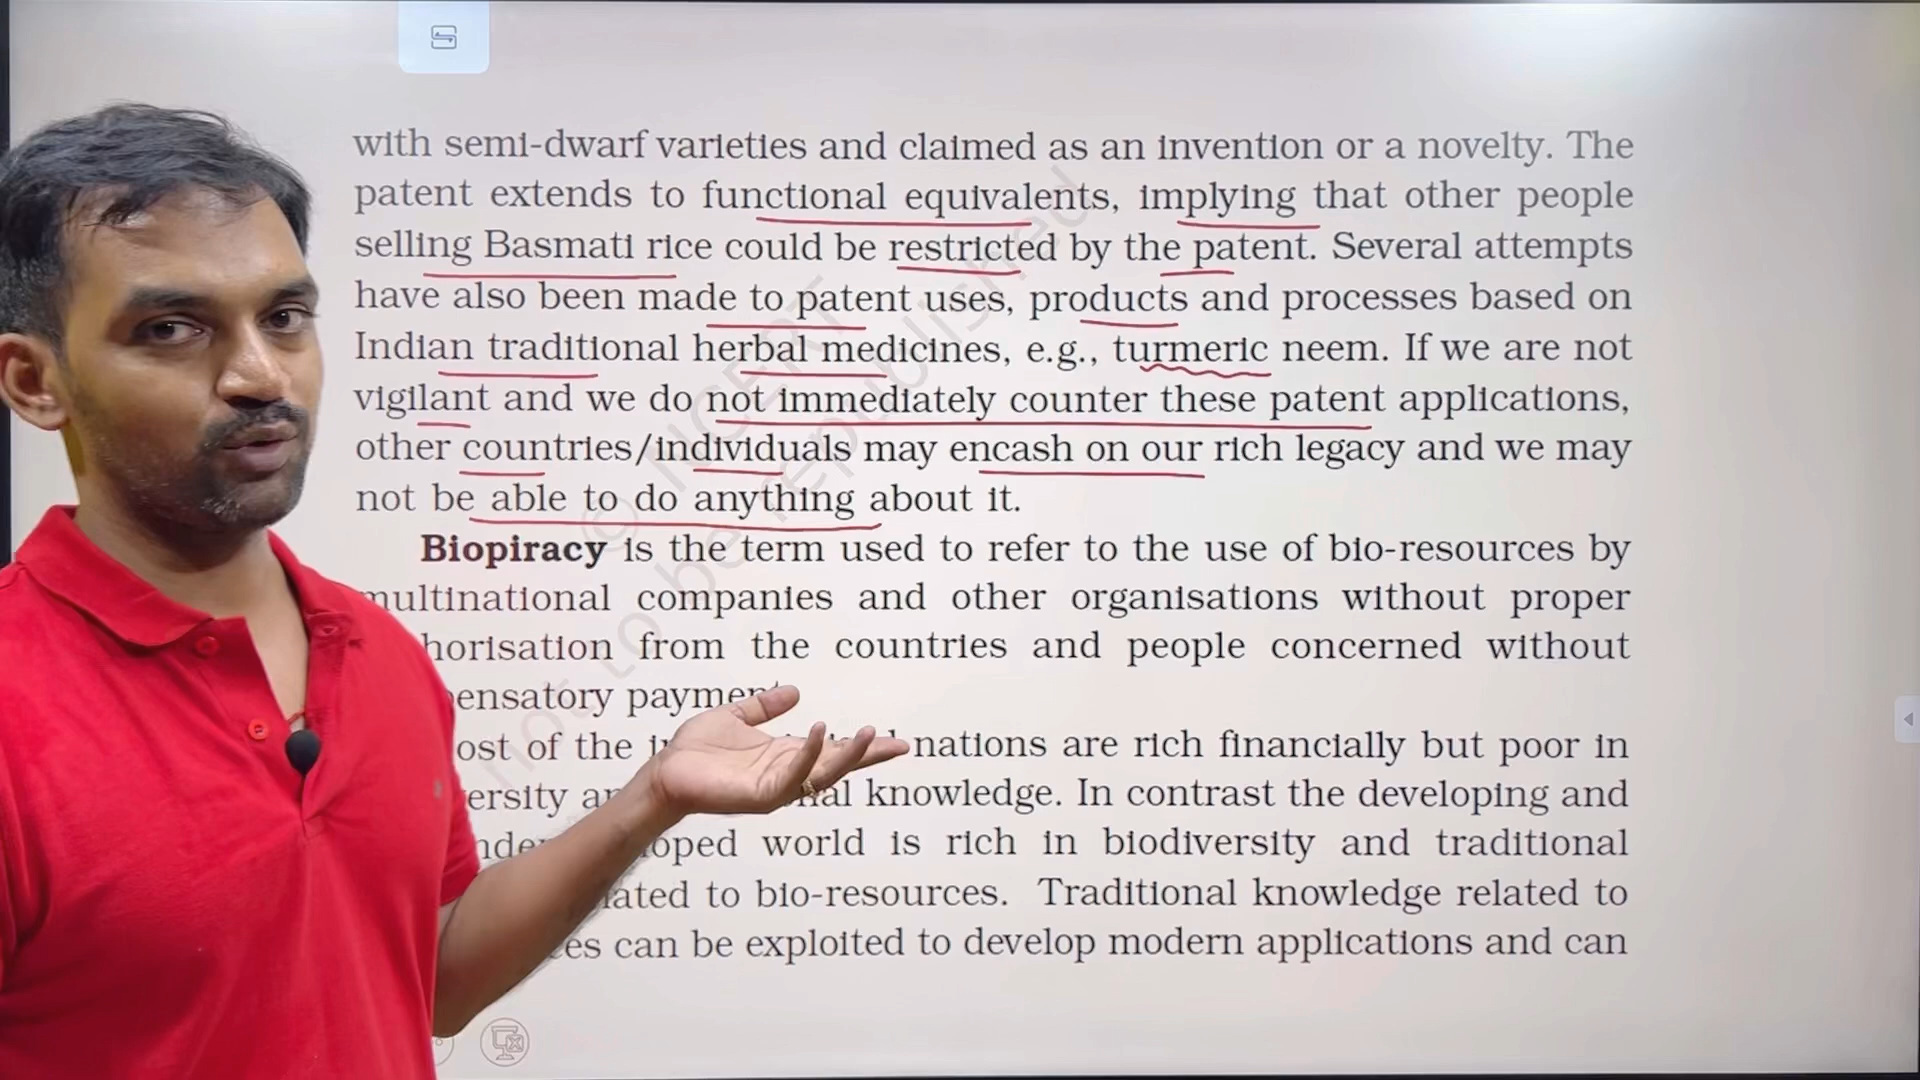 with semi-dwarf varieties and claimed as an invention or a novelty. The
patent extends to functional equivalents, implying that other people
selling Basmati rice could be restricted by the patent. Several attempts
have also been made to patent uses, products and processes based on
Indian traditional herbal medicines, e.g., turmeric neem. If we are not
vigilant and we do not immediately counter these patent applications,
other countries/individuals may encash on our rich legacy and we may
not be able to do anything about it.
Biopiracy is the term used to refer to the use of bio-resources by
multinational companies and other organisations without proper
horisation from the countries and people concerned without
ensatory payment
ost of the nations are rich financially but poor in
ersity knowledge. In contrast the developing and
oped world is rich in biodiversity and traditional
ated to bio-resources. Traditional knowledge related to
es can be exploited to develop modern applications and can
© NCERT
not to be republished